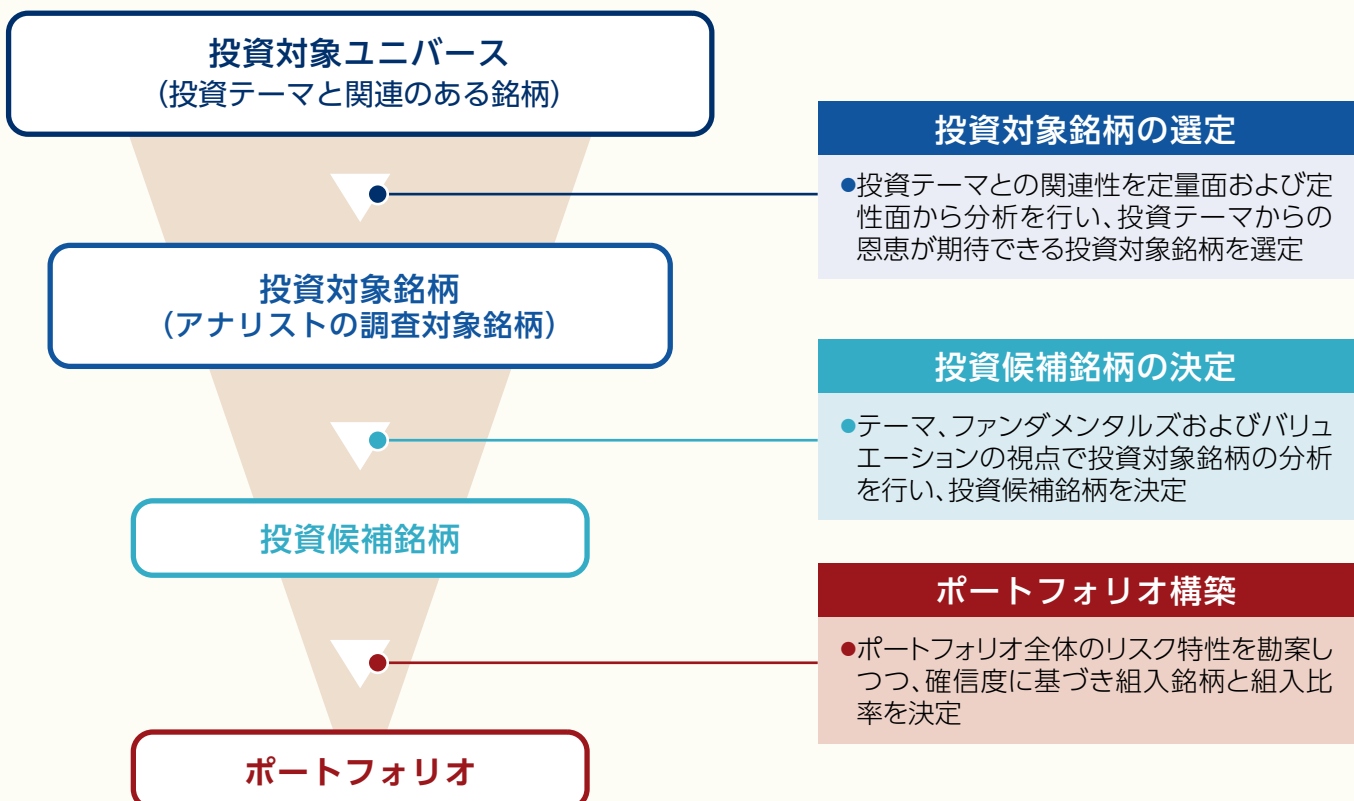 投資対象ユニバース
(投資テーマと関連のある銘柄)
投資対象銘柄の選定
●投資テーマとの関連性を定量面および定
性面から分析を行い、投資テーマからの
恩恵が期待できる投資対象銘柄を選定
投資対象銘柄
(アナリストの調査対象銘柄)
投資候補銘柄の決定
●テーマ、ファンダメンタルズおよびバリュ
エーションの視点で投資対象銘柄の分析
を行い、投資候補銘柄を決定
投資候補銘柄
ポートフォリオ構築
●ポートフォリオ全体のリスク特性を勘案し
つつ、確信度に基づき組入銘柄と組入比
率を決定
ポートフォリオ